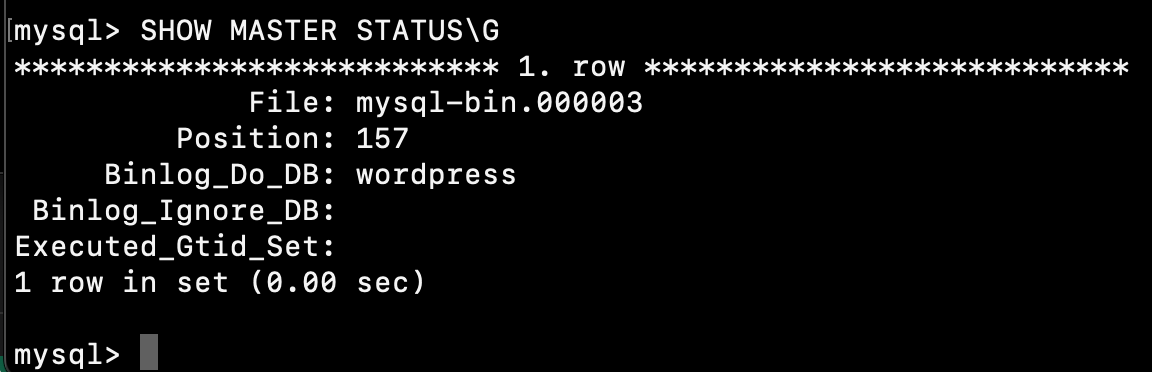 [mysql> SHOW MASTER STATUS\G
*************************** 1. row ***************************
File: mysql-bin.000003
Position: 157
Binlog_Do_DB: wordpress
Binlog_Ignore_DB:
Executed_Gtid_Set:
1 row in set (0.00 sec)
mysql>